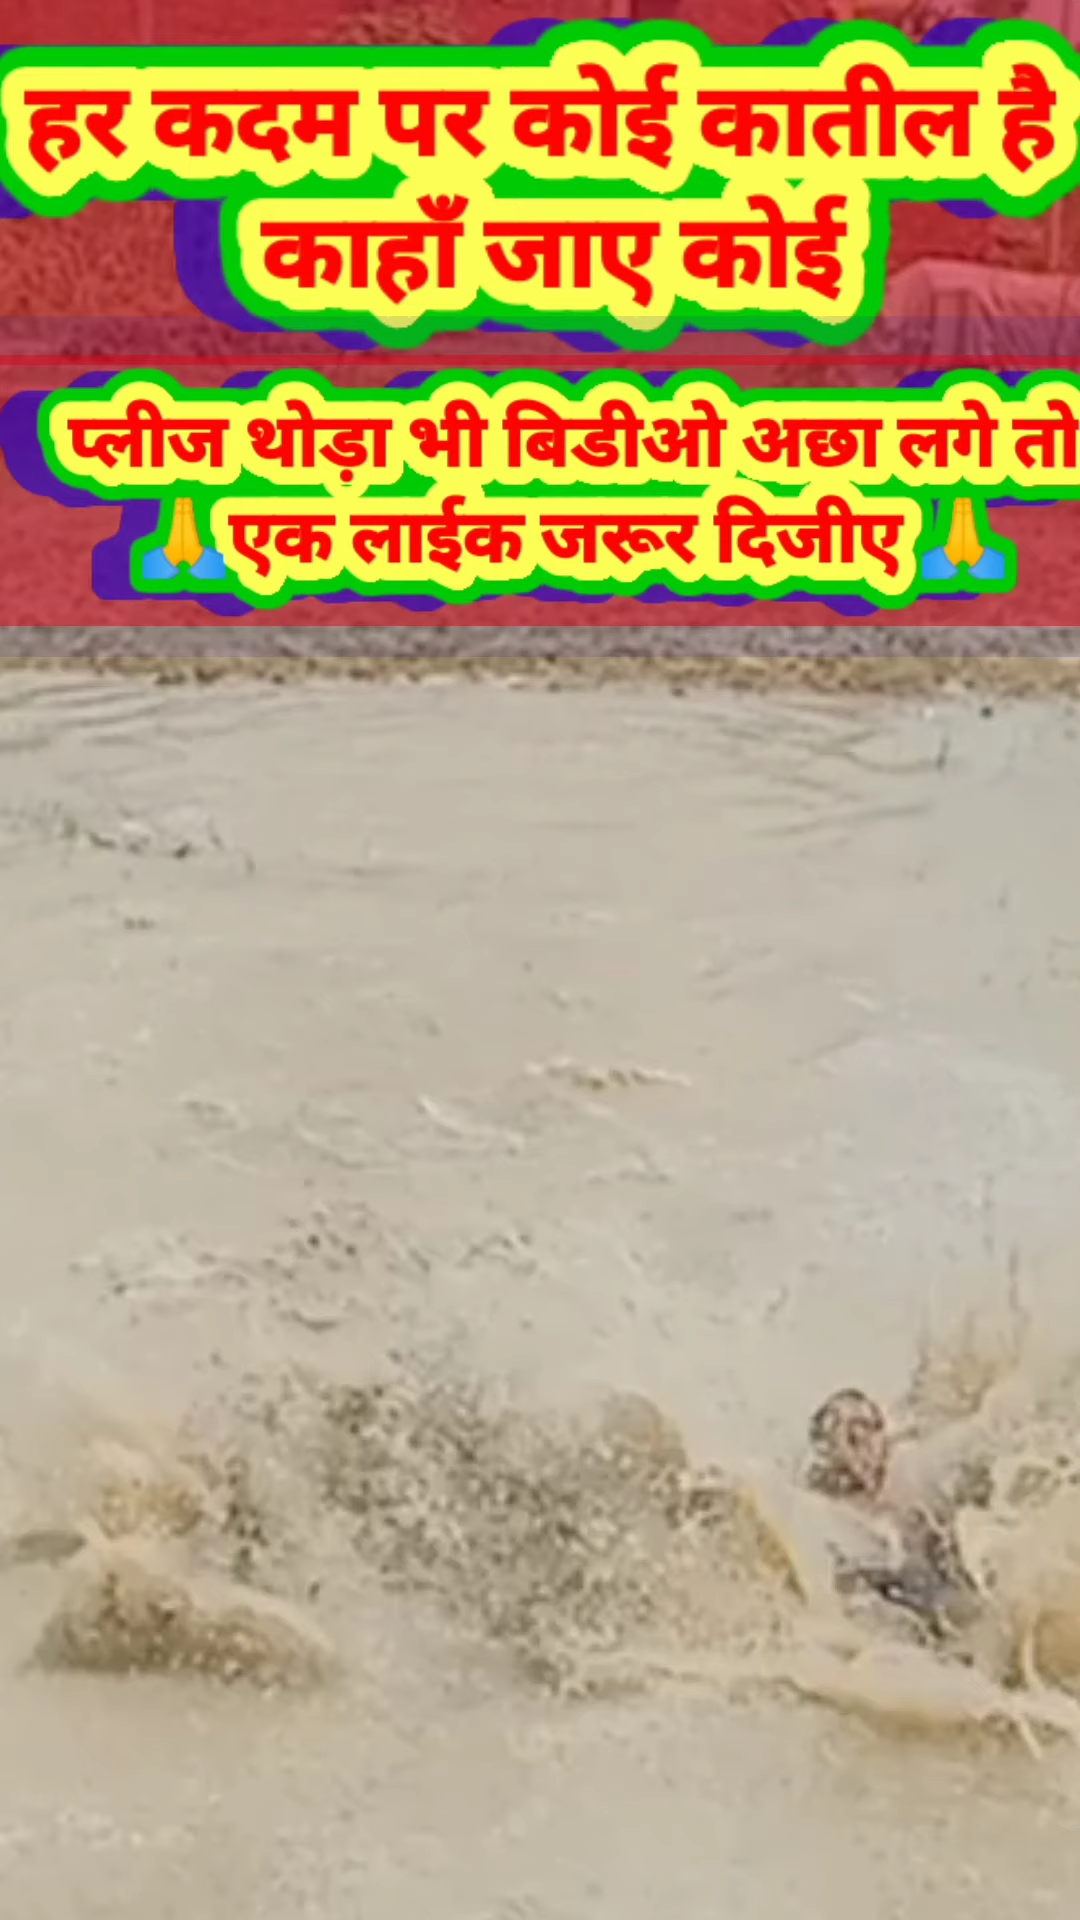 हर कदम पर कोई कातील है
काहाँ जाए कोई
प्लीज थोड़ा भी बिडीओ अछा लगे तो
🙏एक लाईक जरूर दिजीए🙏